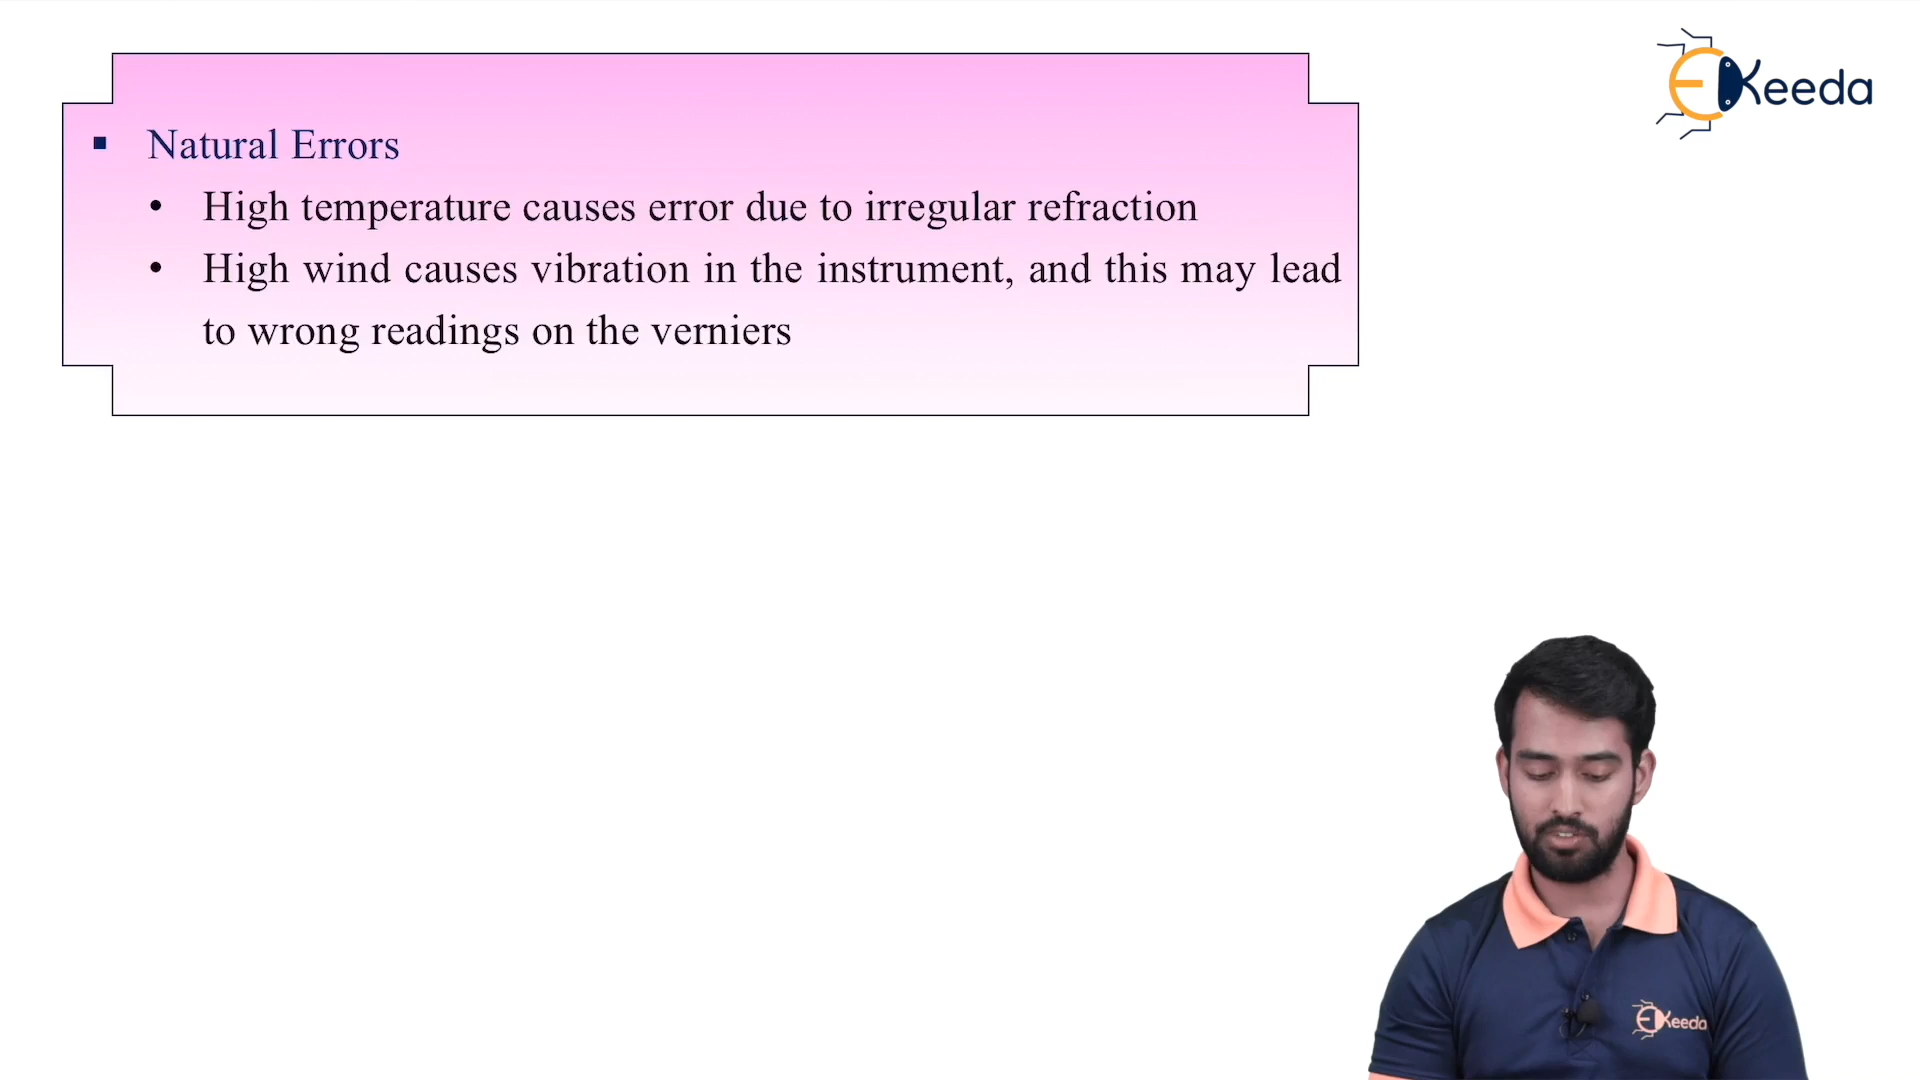 EKeeda
▪ Natural Errors
• High temperature causes error due to irregular refraction
• High wind causes vibration in the instrument, and this may lead
to wrong readings on the verniers
EKeeda